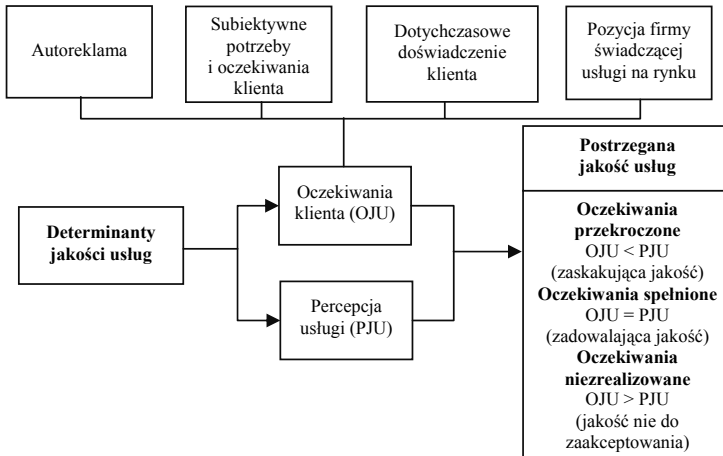 Autoreklama
Subiektywne
potrzeby
i oczekiwania
klienta
Dotychczasowe
doświadczenie
klienta
Pozycja firmy
świadczącej
usługi na rynku
Determinanty
jakości usług
Oczekiwania
klienta (OJU)
Percepcja
usługi (PJU)
Postrzegana
jakość usług
Oczekiwania
przekroczone
OJU < PJU
(zaskakująca jakość)
Oczekiwania spełnione
OJU = PJU
(zadowalająca jakość)
Oczekiwania
niezrealizowane
OJU > PJU
(jakość nie do
zaakceptowania)